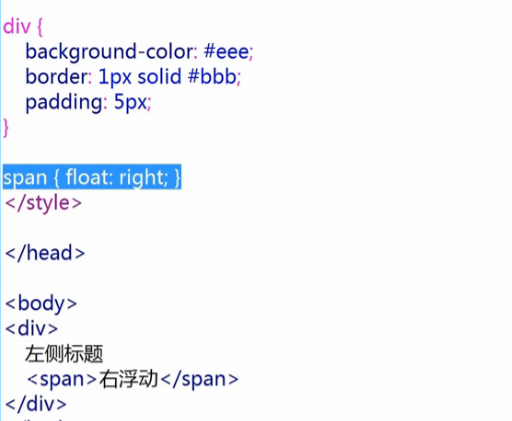 div {
background-color: #eee;
border: 1px solid #bbb;
padding: 5px;
}
span { float: right; }
</style>
</head>
<body>
<div>
左侧标题
<span>右浮动</span>
</div>